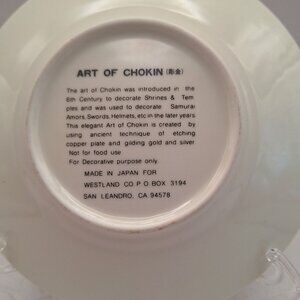 ART OF CHOKIN (彫金)
The art of Chokin was introduced in the
6th Century to decorate Shrines & Tem
ples and was used to decorate Samurai
Amors, Swords, Helmets, etc in the later years
This elegant Art of Chokin is created by
using ancient technique of etching
copper plate and gilding gold and silver
Not for food use
For Decorative purpose only
MADE IN JAPAN FOR
WESTLAND CO P O BOX 3194
SAN LEANDRO, CA 94578